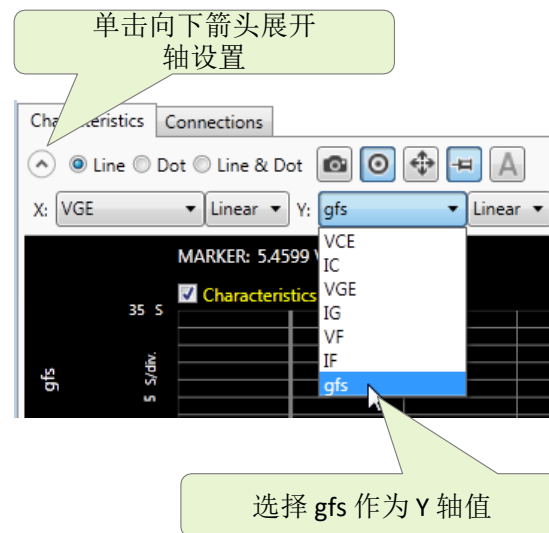 单击向下箭头展开
轴设置
Characteristics Connections
Line Dot Line & Dot A
X: VGE Linear Y: gfs Linear
VCE
IC
VGE
IG
VF
IF
gfs
MARKER: 5.4599
Characteristics
35 S
gfs
5 S/div.
选择 gfs 作为 Y 轴值